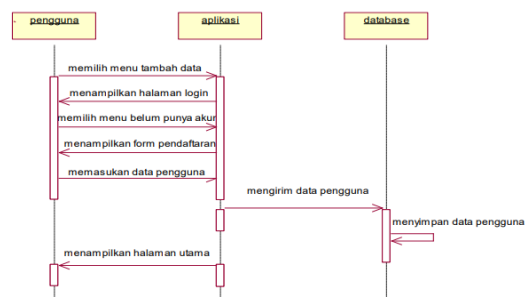 pengguna
aplikasi
database
memilih menu tambah data
menampilkan halaman login
memilih menu belum punya akun
menampilkan form pendaftaran
memasukan data pengguna
mengirim data pengguna
menyimpan data pengguna
menampilkan halaman utama